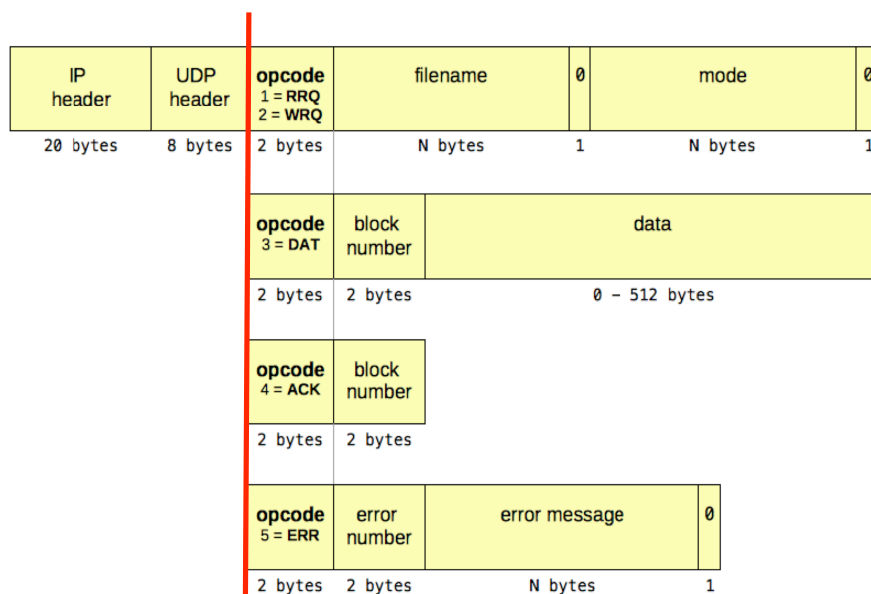 IP header
UDP header
opcode
1 = RRQ
2 = WRQ
filename
0
mode
0
20 bytes
8 bytes
2 bytes
N bytes
1
N bytes
1
opcode
3 = DAT
block number
data
2 bytes
2 bytes
0 – 512 bytes
opcode
4 = ACK
block number
2 bytes
2 bytes
opcode
5 = ERR
error number
error message
0
2 bytes
2 bytes
N bytes
1